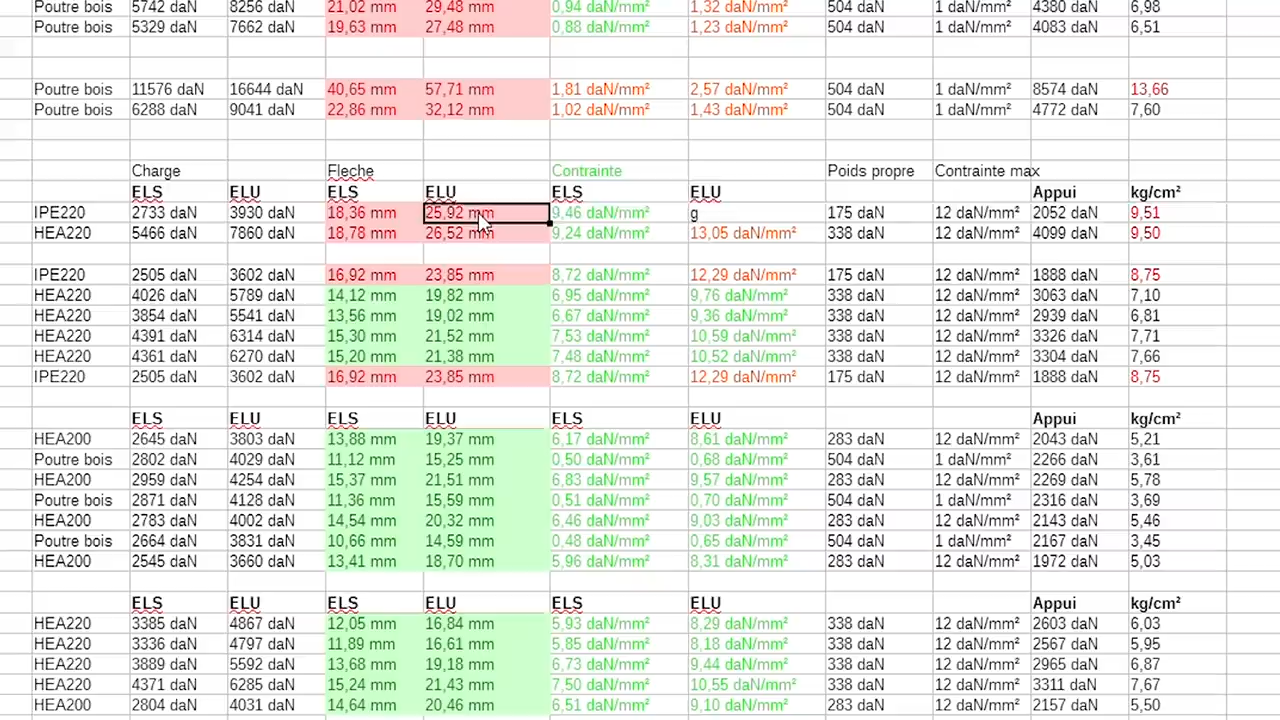 Poutre bois 5742 daN 8256 daN 21,02 mm 29,48 mm 0,94 daN/mm² 1,32 daN/mm² 504 daN 1 daN/mm² 4380 daN 6,98
Poutre bois 5329 daN 7662 daN 19,63 mm 27,48 mm 0,88 daN/mm² 1,23 daN/mm² 504 daN 1 daN/mm² 4083 daN 6,51
Poutre bois 11576 daN 16644 daN 40,65 mm 57,71 mm 1,81 daN/mm² 2,57 daN/mm² 504 daN 1 daN/mm² 8574 daN 13,66
Poutre bois 6288 daN 9041 daN 22,86 mm 32,12 mm 1,02 daN/mm² 1,43 daN/mm² 504 daN 1 daN/mm² 4772 daN 7,60
Charge Fleche Contrainte Poids propre Contrainte max
ELS ELU ELS ELU ELS ELU Appui kg/cm²
IPE220 2733 daN 3930 daN 18,36 mm 25,92 mm 9,46 daN/mm² g 175 daN 12 daN/mm² 2052 daN 9,51
HEA220 5466 daN 7860 daN 18,78 mm 26,52 mm 9,24 daN/mm² 13,05 daN/mm² 338 daN 12 daN/mm² 4099 daN 9,50
IPE220 2505 daN 3602 daN 16,92 mm 23,85 mm 8,72 daN/mm² 12,29 daN/mm² 175 daN 12 daN/mm² 1888 daN 8,75
HEA220 4026 daN 5789 daN 14,12 mm 19,82 mm 6,95 daN/mm² 9,76 daN/mm² 338 daN 12 daN/mm² 3063 daN 7,10
HEA220 3854 daN 5541 daN 13,56 mm 19,02 mm 6,67 daN/mm² 9,36 daN/mm² 338 daN 12 daN/mm² 2939 daN 6,81
HEA220 4391 daN 6314 daN 15,30 mm 21,52 mm 7,53 daN/mm² 10,59 daN/mm² 338 daN 12 daN/mm² 3326 daN 7,71
HEA220 4361 daN 6270 daN 15,20 mm 21,38 mm 7,48 daN/mm² 10,52 daN/mm² 338 daN 12 daN/mm² 3304 daN 7,66
IPE220 2505 daN 3602 daN 16,92 mm 23,85 mm 8,72 daN/mm² 12,29 daN/mm² 175 daN 12 daN/mm² 1888 daN 8,75
ELS ELU ELS ELU ELS ELU Appui kg/cm²
HEA200 2645 daN 3803 daN 13,88 mm 19,37 mm 6,17 daN/mm² 8,61 daN/mm² 283 daN 12 daN/mm² 2043 daN 5,21
Poutre bois 2802 daN 4029 daN 11,12 mm 15,25 mm 0,50 daN/mm² 0,68 daN/mm² 504 daN 1 daN/mm² 2266 daN 3,61
HEA200 2959 daN 4254 daN 15,37 mm 21,51 mm 6,83 daN/mm² 9,57 daN/mm² 283 daN 12 daN/mm² 2269 daN 5,78
Poutre bois 2871 daN 4128 daN 11,36 mm 15,59 mm 0,51 daN/mm² 0,70 daN/mm² 504 daN 1 daN/mm² 2316 daN 3,69
HEA200 2783 daN 4002 daN 14,54 mm 20,32 mm 6,46 daN/mm² 9,03 daN/mm² 283 daN 12 daN/mm² 2143 daN 5,46
Poutre bois 2664 daN 3831 daN 10,66 mm 14,59 mm 0,48 daN/mm² 0,65 daN/mm² 504 daN 1 daN/mm² 2167 daN 3,45
HEA200 2545 daN 3660 daN 13,41 mm 18,70 mm 5,96 daN/mm² 8,31 daN/mm² 283 daN 12 daN/mm² 1972 daN 5,03
ELS ELU ELS ELU ELS ELU Appui kg/cm²
HEA220 3385 daN 4867 daN 12,05 mm 16,84 mm 5,93 daN/mm² 8,29 daN/mm² 338 daN 12 daN/mm² 2603 daN 6,03
HEA220 3336 daN 4797 daN 11,89 mm 16,61 mm 5,85 daN/mm² 8,18 daN/mm² 338 daN 12 daN/mm² 2567 daN 5,95
HEA220 3889 daN 5592 daN 13,68 mm 19,18 mm 6,73 daN/mm² 9,44 daN/mm² 338 daN 12 daN/mm² 2965 daN 6,87
HEA220 4371 daN 6285 daN 15,24 mm 21,43 mm 7,50 daN/mm² 10,55 daN/mm² 338 daN 12 daN/mm² 3311 daN 7,67
HEA200 2804 daN 4031 daN 14,64 mm 20,46 mm 6,51 daN/mm² 9,10 daN/mm² 283 daN 12 daN/mm² 2157 daN 5,50